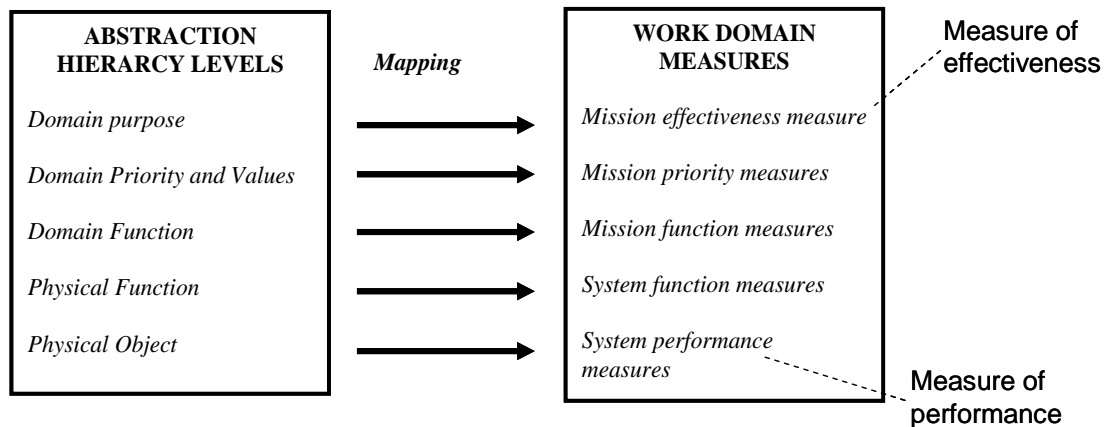 ABSTRACTION
HIERARCY LEVELS
Domain purpose
Domain Priority and Values
Domain Function
Physical Function
Physical Object
Mapping
WORK DOMAIN
MEASURES
Mission effectiveness measure
Mission priority measures
Mission function measures
System function measures
System performance
measures
Measure of
effectiveness
Measure of
performance